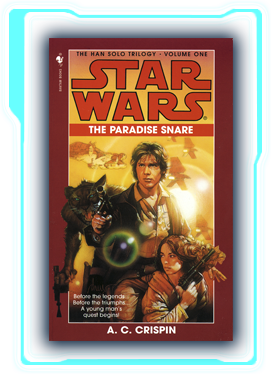 THE HAN SOLO TRILOGY · VOLUME ONE
STAR
WARS
THE PARADISE SNARE
Before the legends.
Before the triumphs.
A young man's
quest begins!
A. C. CRISPIN